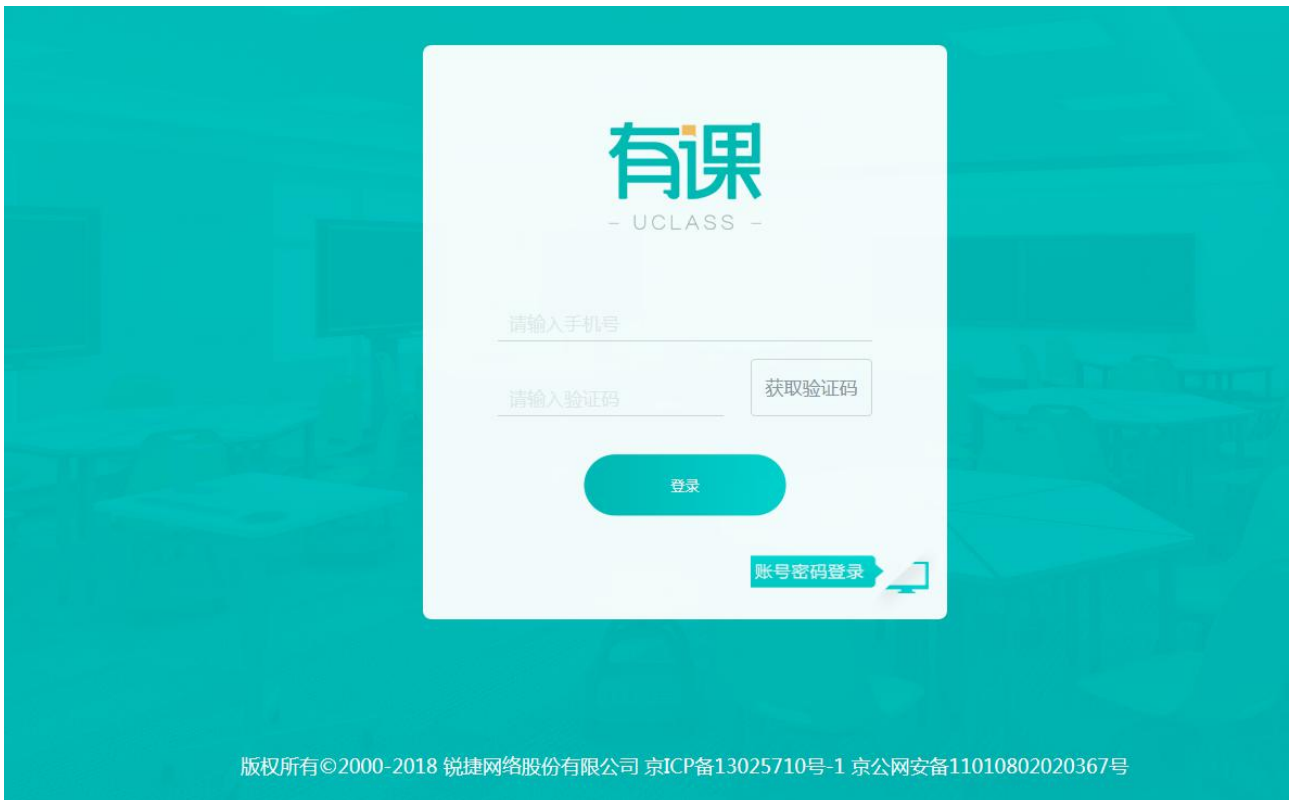 有课
- UCLASS -
请输入手机号
请输入验证码
获取验证码
登录
账号密码登录
版权所有©2000-2018 锐捷网络股份有限公司 京ICP备13025710号-1 京公网安备11010802020367号